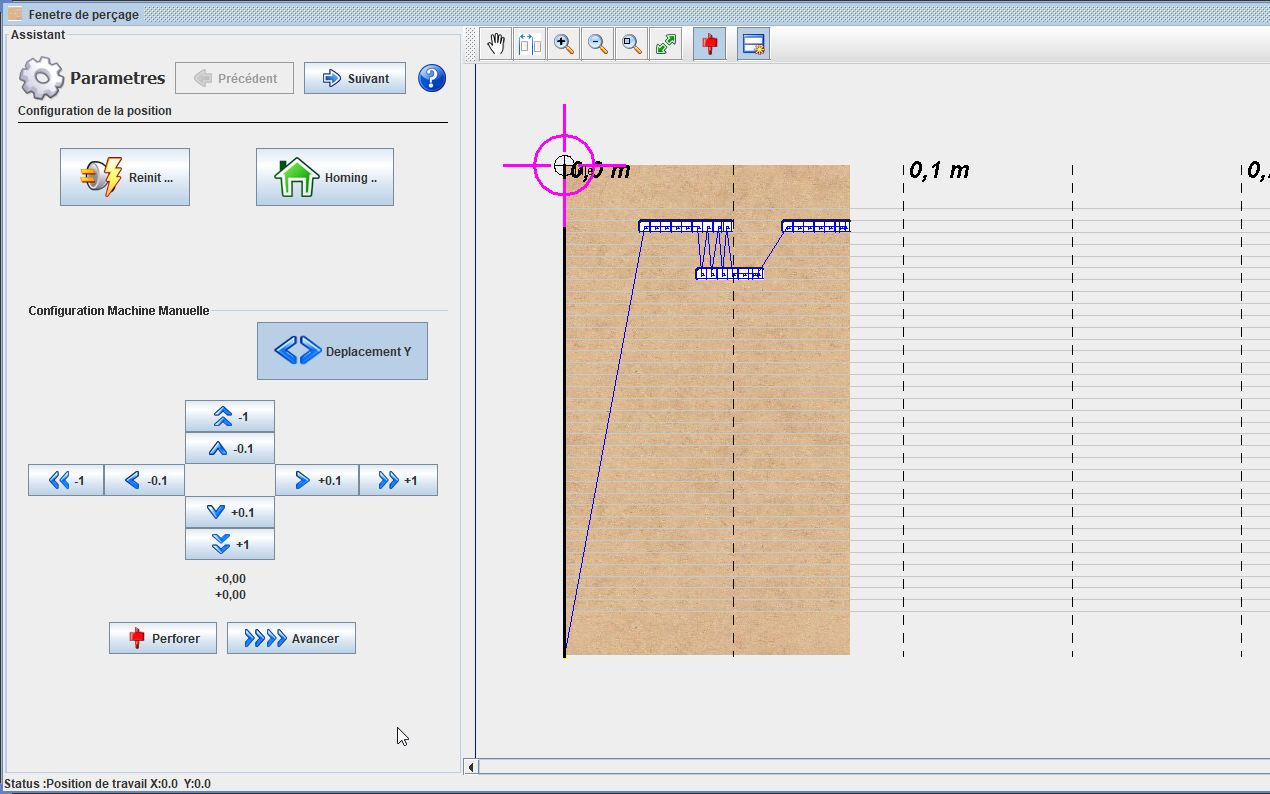 Fenetre de perçage
Assistant
Parametres
Précédent
Suivant
Configuration de la position
Reinit ...
Homing ..
Configuration Machine Manuelle
Deplacement Y
-1
-0.1
-1
-0.1
+0.1
+1
+0.1
+1
+0,00
+0,00
Perforer
Avancer
0,0 m
0,1 m
Status :Position de travail X:0.0 Y:0.0